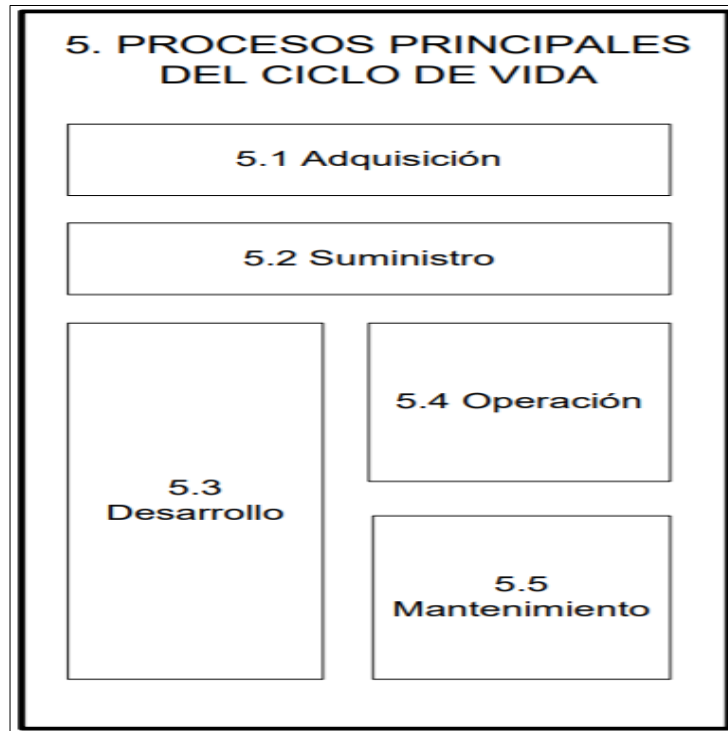 5. PROCESOS PRINCIPALES
DEL CICLO DE VIDA
5.1 Adquisición
5.2 Suministro
5.3
Desarrollo
5.4 Operación
5.5
Mantenimiento